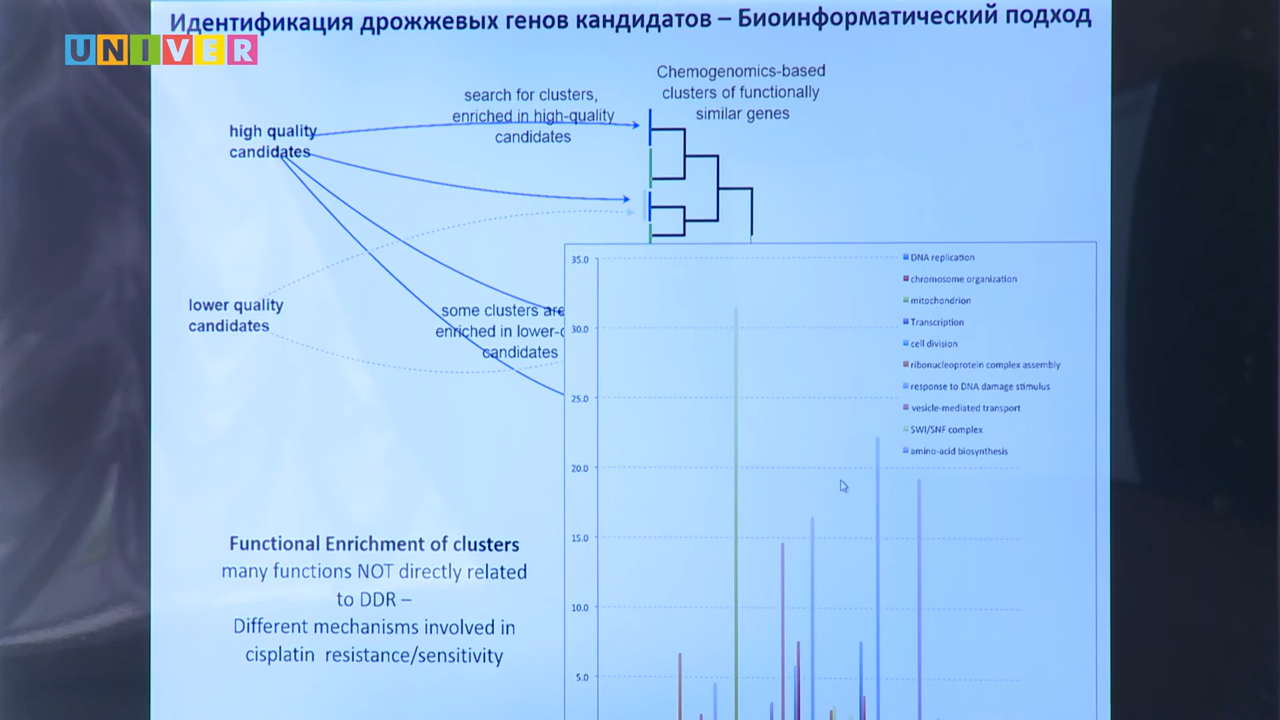 Идентификация дрожжевых генов кандидатов – Биоинформатический подход
UNIVER
Chemogenomics-based
clusters of functionally
similar genes
search for clusters,
enriched in high-quality
candidates
high quality
candidates
lower quality
candidates
some clusters are
enriched in lower-
candidates
Functional Enrichment of clusters
many functions NOT directly related
to DDR –
Different mechanisms involved in
cisplatin resistance/sensitivity
35.0
30.0
25.0
20.0
15.0
10.0
5.0
DNA replication
chromosome organization
mitochondrion
Transcription
cell division
ribonucleoprotein complex assembly
response to DNA damage stimulus
vesicle-mediated transport
SWI/SNF complex
amino-acid biosynthesis